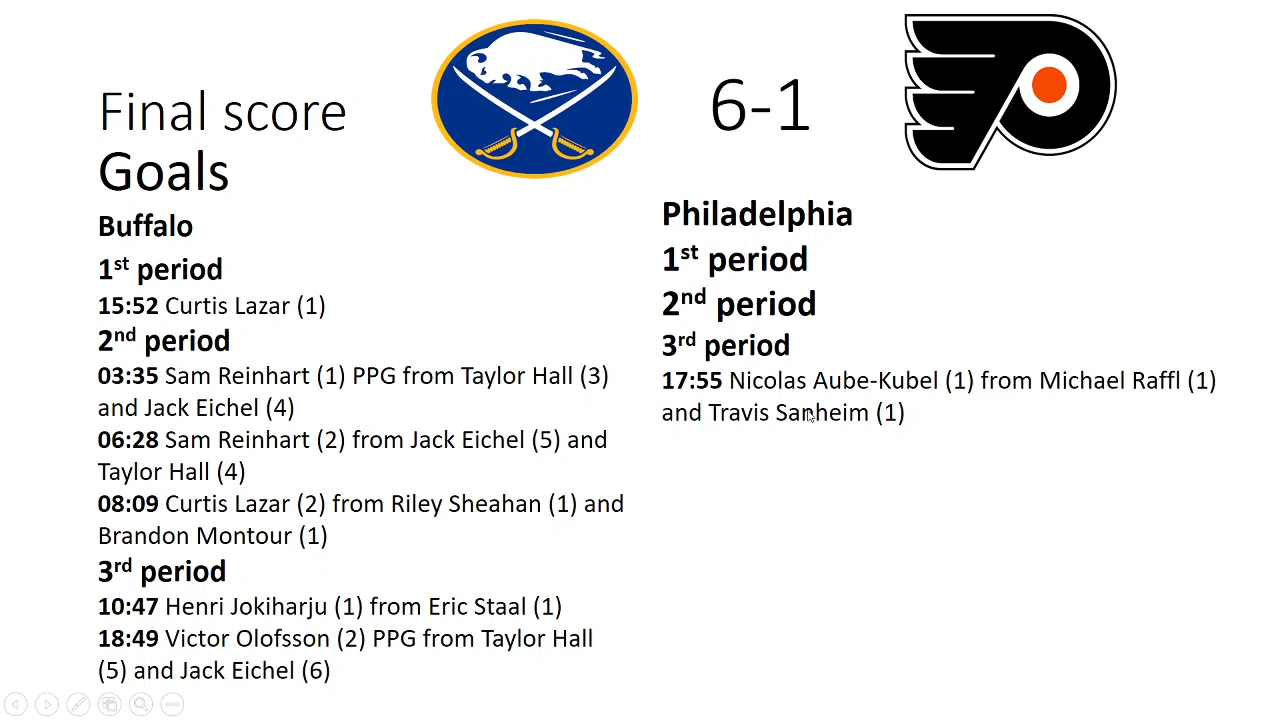 Final score
6-1
Goals
Buffalo
1st period
15:52 Curtis Lazar (1)
2nd period
03:35 Sam Reinhart (1) PPG from Taylor Hall (3)
and Jack Eichel (4)
06:28 Sam Reinhart (2) from Jack Eichel (5) and
Taylor Hall (4)
08:09 Curtis Lazar (2) from Riley Sheahan (1) and
Brandon Montour (1)
3rd period
10:47 Henri Jokiharju (1) from Eric Staal (1)
18:49 Victor Olofsson (2) PPG from Taylor Hall
(5) and Jack Eichel (6)
Philadelphia
1st period
2nd period
3rd period
17:55 Nicolas Aube-Kubel (1) from Michael Raffl (1)
and Travis Sanheim (1)